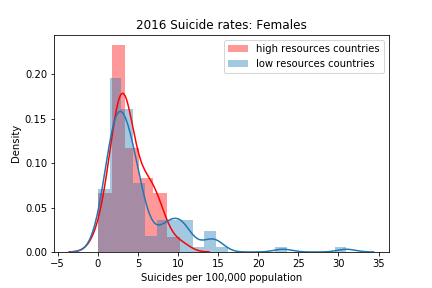 2016 Suicide rates: Females
high resources countries
low resources countries
Density
0.20
0.15
0.10
0.05
0.00
−5
0
5
10
15
20
25
30
35
Suicides per 100,000 population